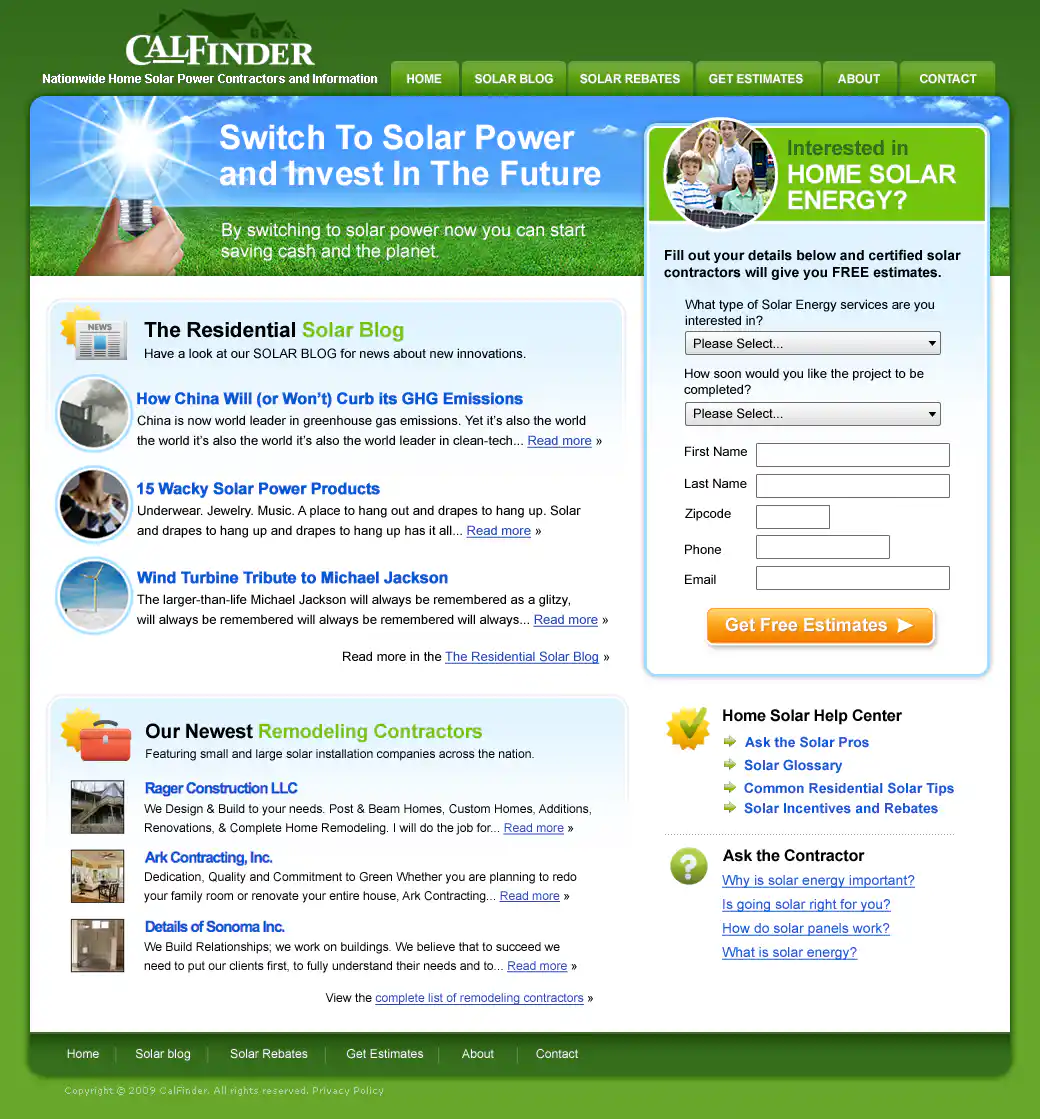 CALFINDER
Nationwide Home Solar Power Contractors and Information
HOME
SOLAR BLOG
SOLAR REBATES
GET ESTIMATES
ABOUT
CONTACT
Switch To Solar Power
and Invest In The Future
By switching to solar power now you can start
saving cash and the planet.
Interested in
HOME SOLAR
ENERGY?
Fill out your details below and certified solar
contractors will give you FREE estimates.
What type of Solar Energy services are you
interested in?
Please Select...
How soon would you like the project to be
completed?
Please Select...
First Name
Last Name
Zipcode
Phone
Email
Get Free Estimates
NEWS
The Residential Solar Blog
Have a look at our SOLAR BLOG for news about new innovations.
How China Will (or Won't) Curb its GHG Emissions
China is now world leader in greenhouse gas emissions. Yet it's also the world
the world it's also the world it's also the world leader in clean-tech... Read more »
15 Wacky Solar Power Products
Underwear. Jewelry. Music. A place to hang out and drapes to hang up. Solar
and drapes to hang up and drapes to hang up has it all... Read more »
Wind Turbine Tribute to Michael Jackson
The larger-than-life Michael Jackson will always be remembered as a glitzy,
will always be remembered will always be remembered will always... Read more »
Read more in the The Residential Solar Blog »
Our Newest Remodeling Contractors
Featuring small and large solar installation companies across the nation.
Rager Construction LLC
We Design & Build to your needs. Post & Beam Homes, Custom Homes, Additions,
Renovations, & Complete Home Remodeling. I will do the job for... Read more »
Ark Contracting, Inc.
Dedication, Quality and Commitment to Green Whether you are planning to redo
your family room or renovate your entire house, Ark Contracting... Read more »
Details of Sonoma Inc.
We Build Relationships; we work on buildings. We believe that to succeed we
need to put our clients first, to fully understand their needs and to... Read more »
View the complete list of remodeling contractors »
Home Solar Help Center
Ask the Solar Pros
Solar Glossary
Common Residential Solar Tips
Solar Incentives and Rebates
?
Ask the Contractor
Why is solar energy important?
Is going solar right for you?
How do solar panels work?
What is solar energy?
Home
Solar blog
Solar Rebates
Get Estimates
About
Contact
Copyright © 2009 CalFinder. All rights reserved. Privacy Policy